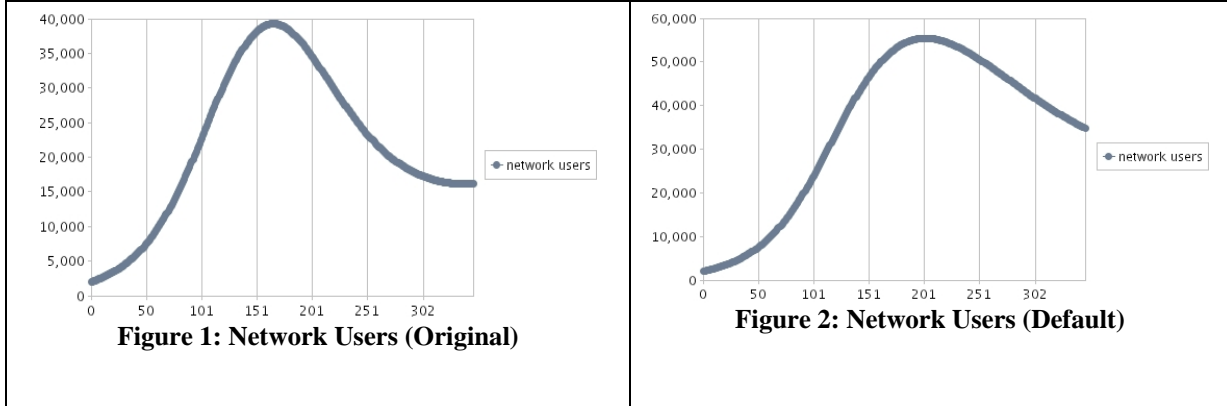 40,000
35,000
30,000
25,000
20,000
15,000
10,000
5,000
0
0 50 101 151 201 251 302
network users
Figure 1: Network Users (Original)
60,000
50,000
40,000
30,000
20,000
10,000
0
0 50 101 151 201 251 302
network users
Figure 2: Network Users (Default)